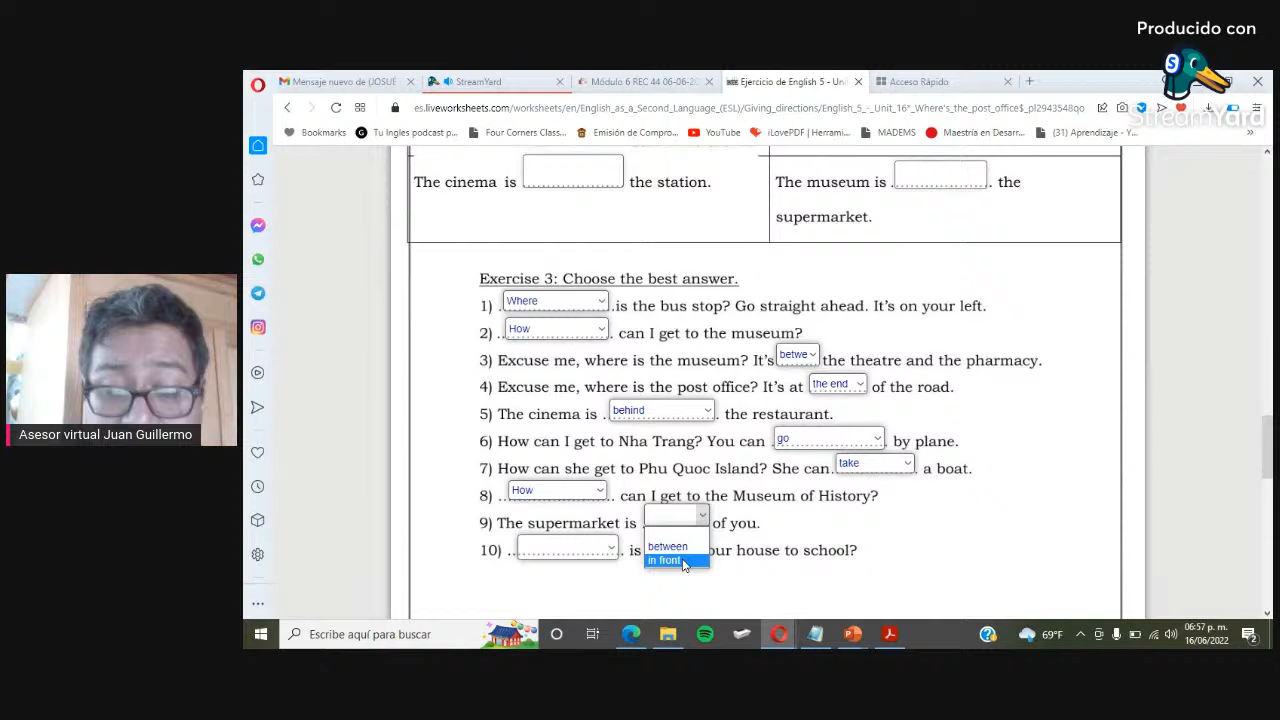 Producido con
S
StreamYard
Mensaje nuevo de (JOSUÉ
StreamYard
Módulo 6 REC 44 06-06-20
Ejercicio de English 5 - Uni
Acceso Rápido
es.liveworksheets.com/worksheets/en/English_as_a_Second_Language_(ESL)/Giving_directions/English_5_-_Unit_16*_Where's_the_post_office$_pl2943548qo
Bookmarks
Tu Ingles podcast p...
Four Corners Class...
Emisión de Compro...
YouTube
iLovePDF | Herrami...
MADEMS
Maestría en Desarr...
(31) Aprendizaje - Y...
The cinema is the station.
The museum is the
supermarket.
Exercise 3: Choose the best answer.
1) Where is the bus stop? Go straight ahead. It's on your left.
2) How can I get to the museum?
3) Excuse me, where is the museum? It's betwe the theatre and the pharmacy.
4) Excuse me, where is the post office? It's at the end of the road.
5) The cinema is behind the restaurant.
6) How can I get to Nha Trang? You can go by plane.
7) How can she get to Phu Quoc Island? She can take a boat.
8) How can I get to the Museum of History?
9) The supermarket is of you.
between
in front
10) is our house to school?
Asesor virtual Juan Guillermo
Escribe aquí para buscar
69°F
06:57 p. m.
16/06/2022
2